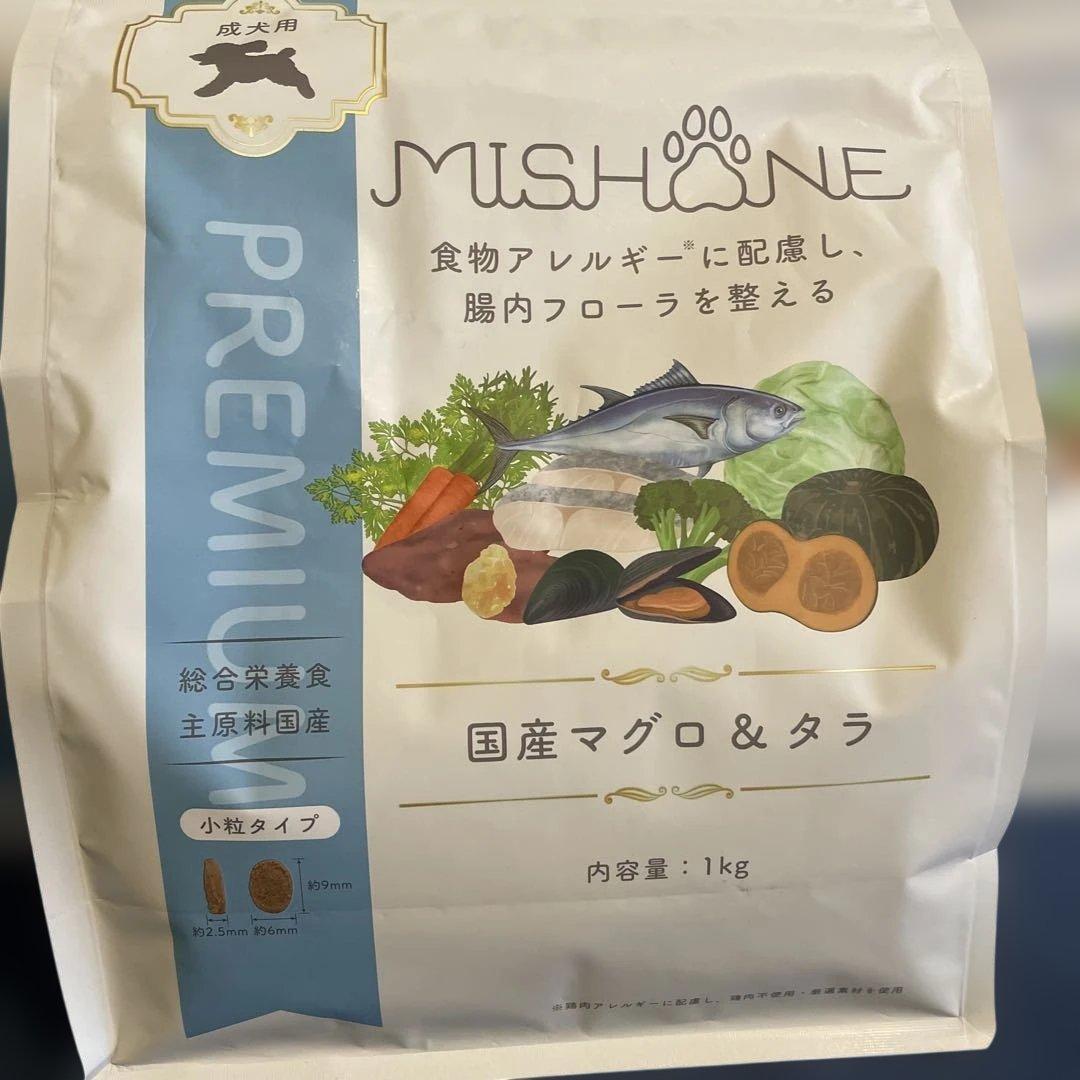 成犬用
MISHONE
食物アレルギー※に配慮し、
腸内フローラを整える
PREMIUM
総合栄養食
主原料国産
国産マグロ&タラ
小粒タイプ
約9mm
約2.5mm 約6mm
内容量：1kg
※鶏肉アレルギーに配慮し、鶏肉不使用・厳選素材を使用